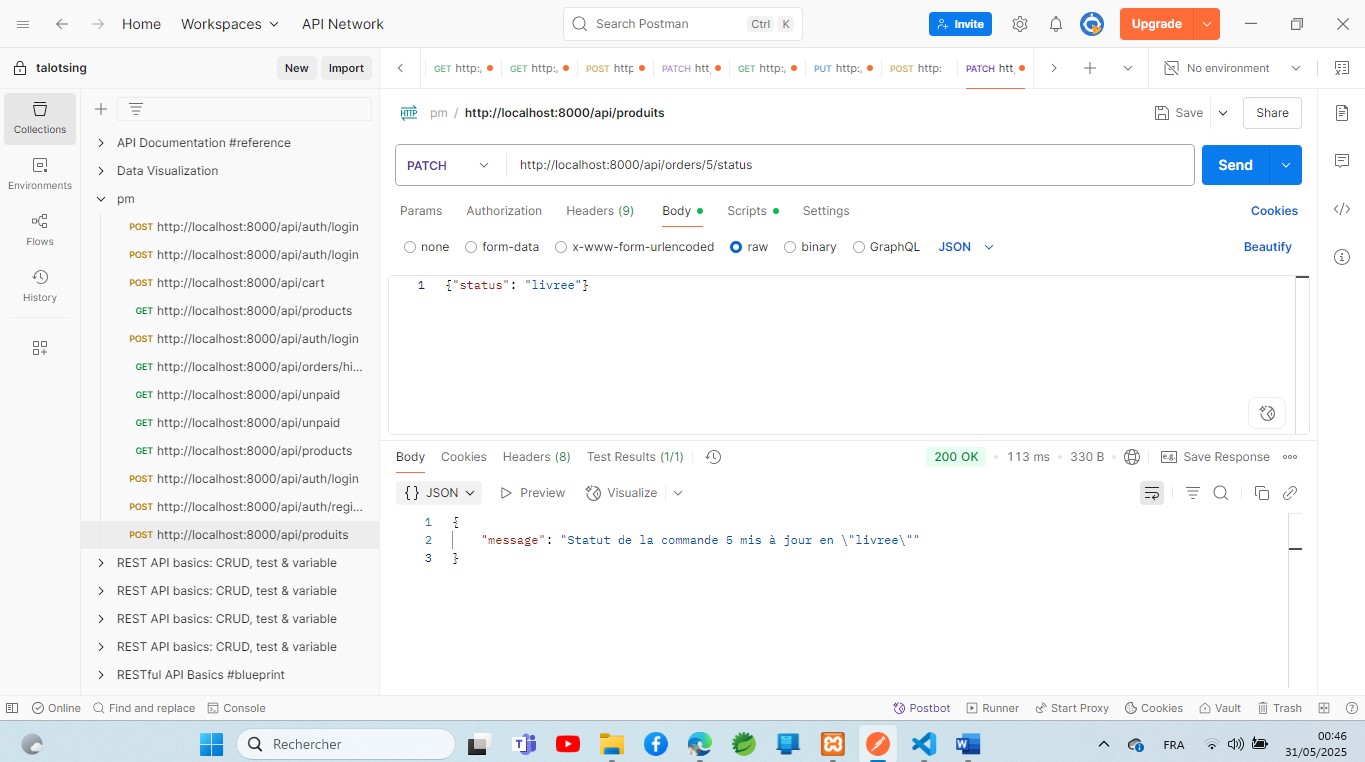 Home Workspaces API Network Search Postman Ctrl K Invite Upgrade
talotsing New Import GET http:, GET http:, POST http PATCH htt, GET http:, PUT http:, POST http: PATCH htt, No environment
Collections
Environments
Flows
History
API Documentation #reference
Data Visualization
pm
POST http://localhost:8000/api/auth/login
POST http://localhost:8000/api/auth/login
POST http://localhost:8000/api/cart
GET http://localhost:8000/api/products
POST http://localhost:8000/api/auth/login
GET http://localhost:8000/api/orders/hi...
GET http://localhost:8000/api/unpaid
GET http://localhost:8000/api/unpaid
GET http://localhost:8000/api/products
POST http://localhost:8000/api/auth/login
POST http://localhost:8000/api/auth/regi...
POST http://localhost:8000/api/produits
REST API basics: CRUD, test & variable
REST API basics: CRUD, test & variable
REST API basics: CRUD, test & variable
REST API basics: CRUD, test & variable
RESTful API Basics #blueprint
HTTP pm / http://localhost:8000/api/produits Save Share
PATCH http://localhost:8000/api/orders/5/status Send
Params Authorization Headers (9) Body Scripts Settings Cookies
none form-data x-www-form-urlencoded raw binary GraphQL JSON Beautify
1 {"status": "livree"}
Body Cookies Headers (8) Test Results (1/1) 200 OK 113 ms 330 B e.g. Save Response
{} JSON Preview Visualize
1 {
2 "message": "Statut de la commande 5 mis à jour en \"livree\""
3 }
Online Find and replace Console Postbot Runner Start Proxy Cookies Vault Trash
Rechercher FRA 00:46
31/05/2025